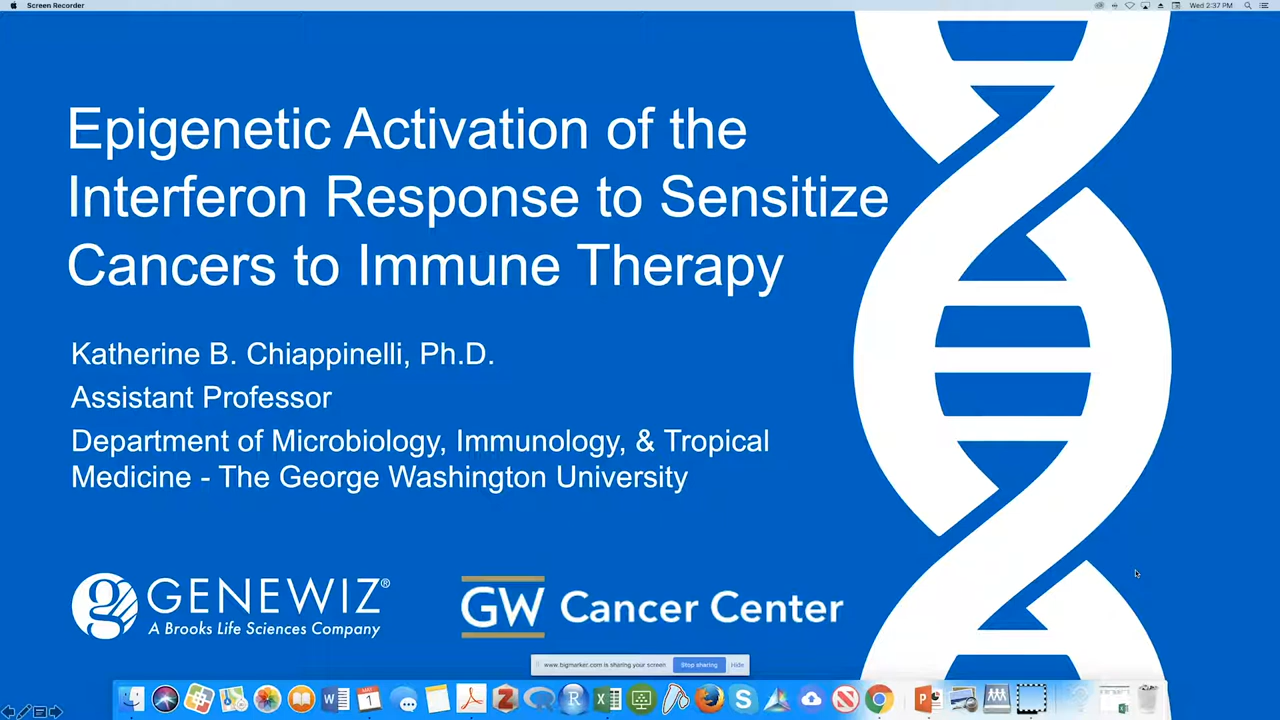 Screen Recorder
Wed 2:37 PM
Epigenetic Activation of the
Interferon Response to Sensitize
Cancers to Immune Therapy
Katherine B. Chiappinelli, Ph.D.
Assistant Professor
Department of Microbiology, Immunology, & Tropical
Medicine - The George Washington University
g GENEWIZ®
A Brooks Life Sciences Company
GW Cancer Center
www.bigmarker.com is sharing your screen. Stop sharing Hide